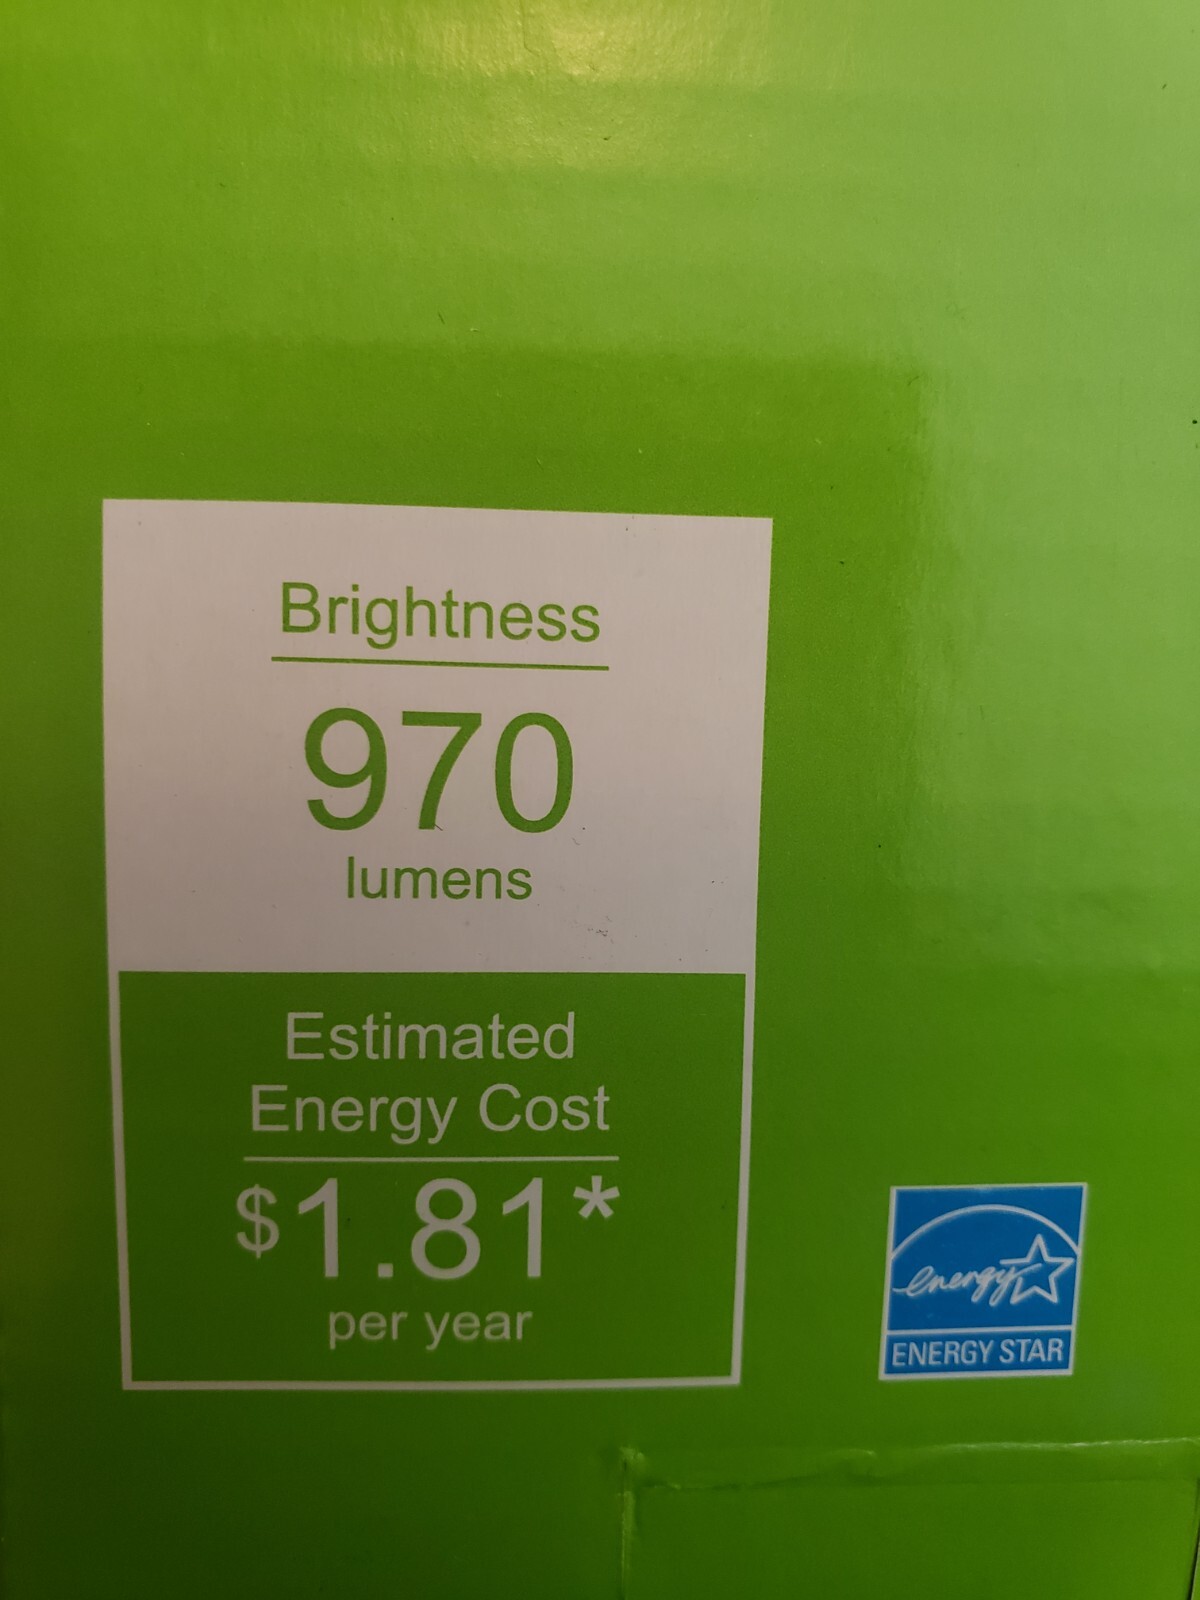 Brightness
970
lumens
Estimated
Energy Cost
$1.81*
per year
energy
ENERGY STAR